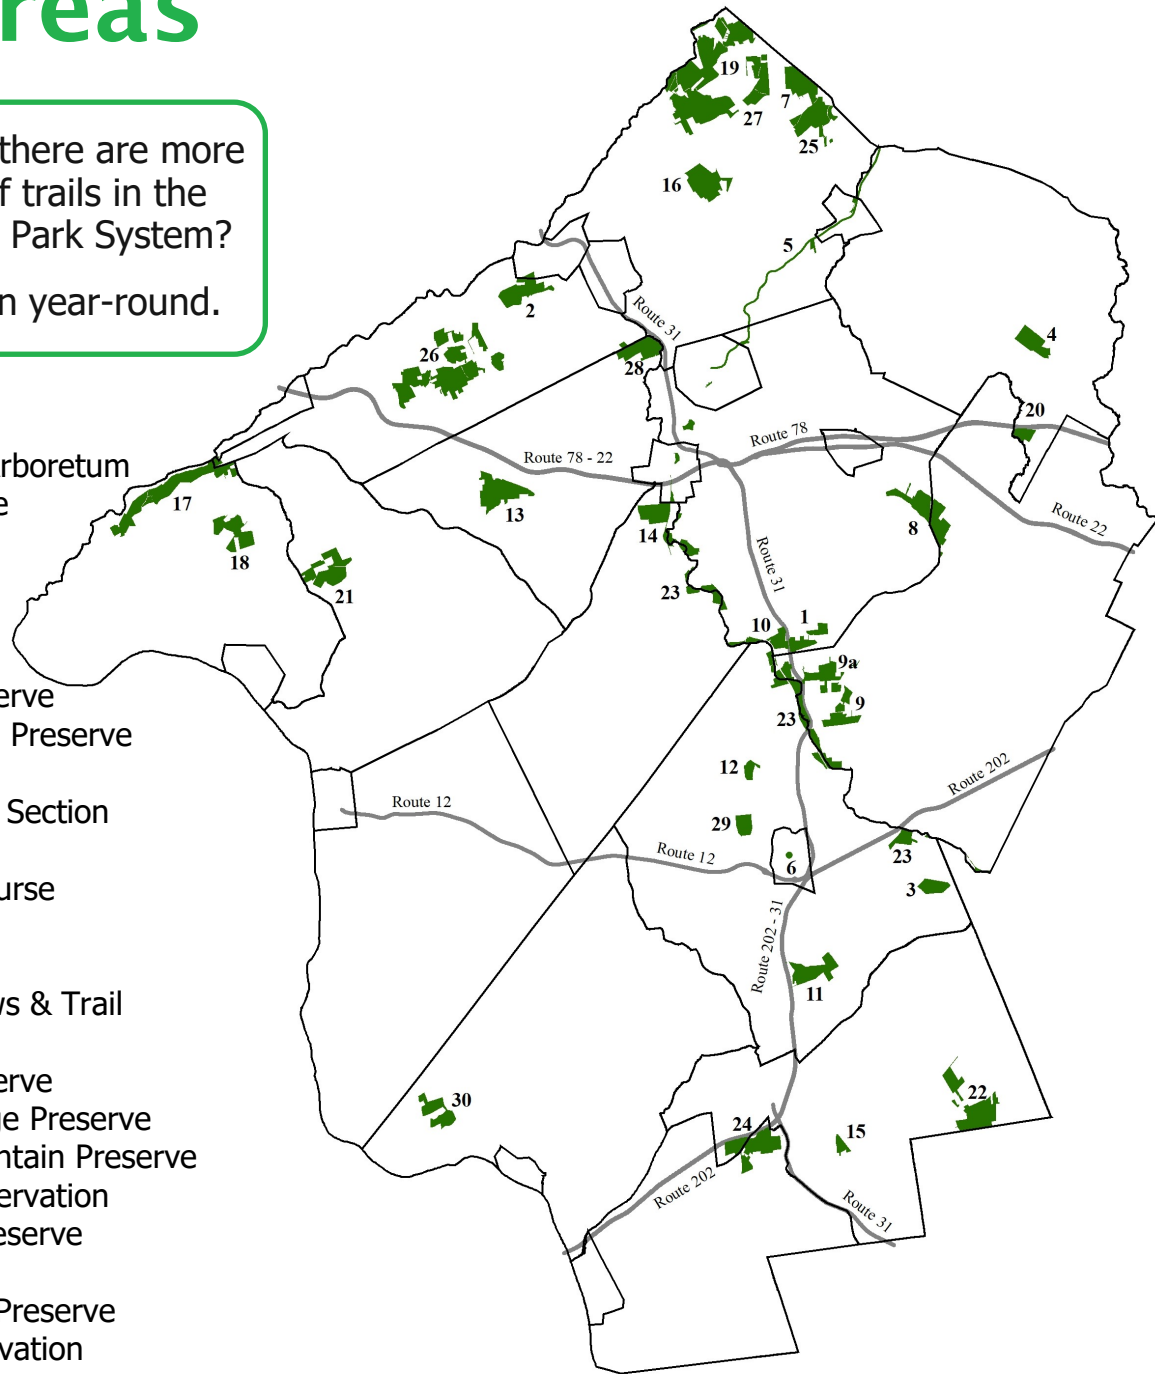 reas
there are more
f trails in the
Park System?
n year-round.
rboretum
e
erve
Preserve
Section
urse
vs & Trail
erve
ge Preserve
ntain Preserve
ervation
eserve
Preserve
vation
19
7
27
25
16
5
2
Route 31
26
28
4
20
Route 78
Route 78 - 22
17
13
8
Route 22
14
18
21
Route 31
23
10
1
9a
9
23
12
Route 202
Route 12
29
Route 12
6
23
3
Route 202 - 31
11
30
22
24
15
Route 202
Route 31